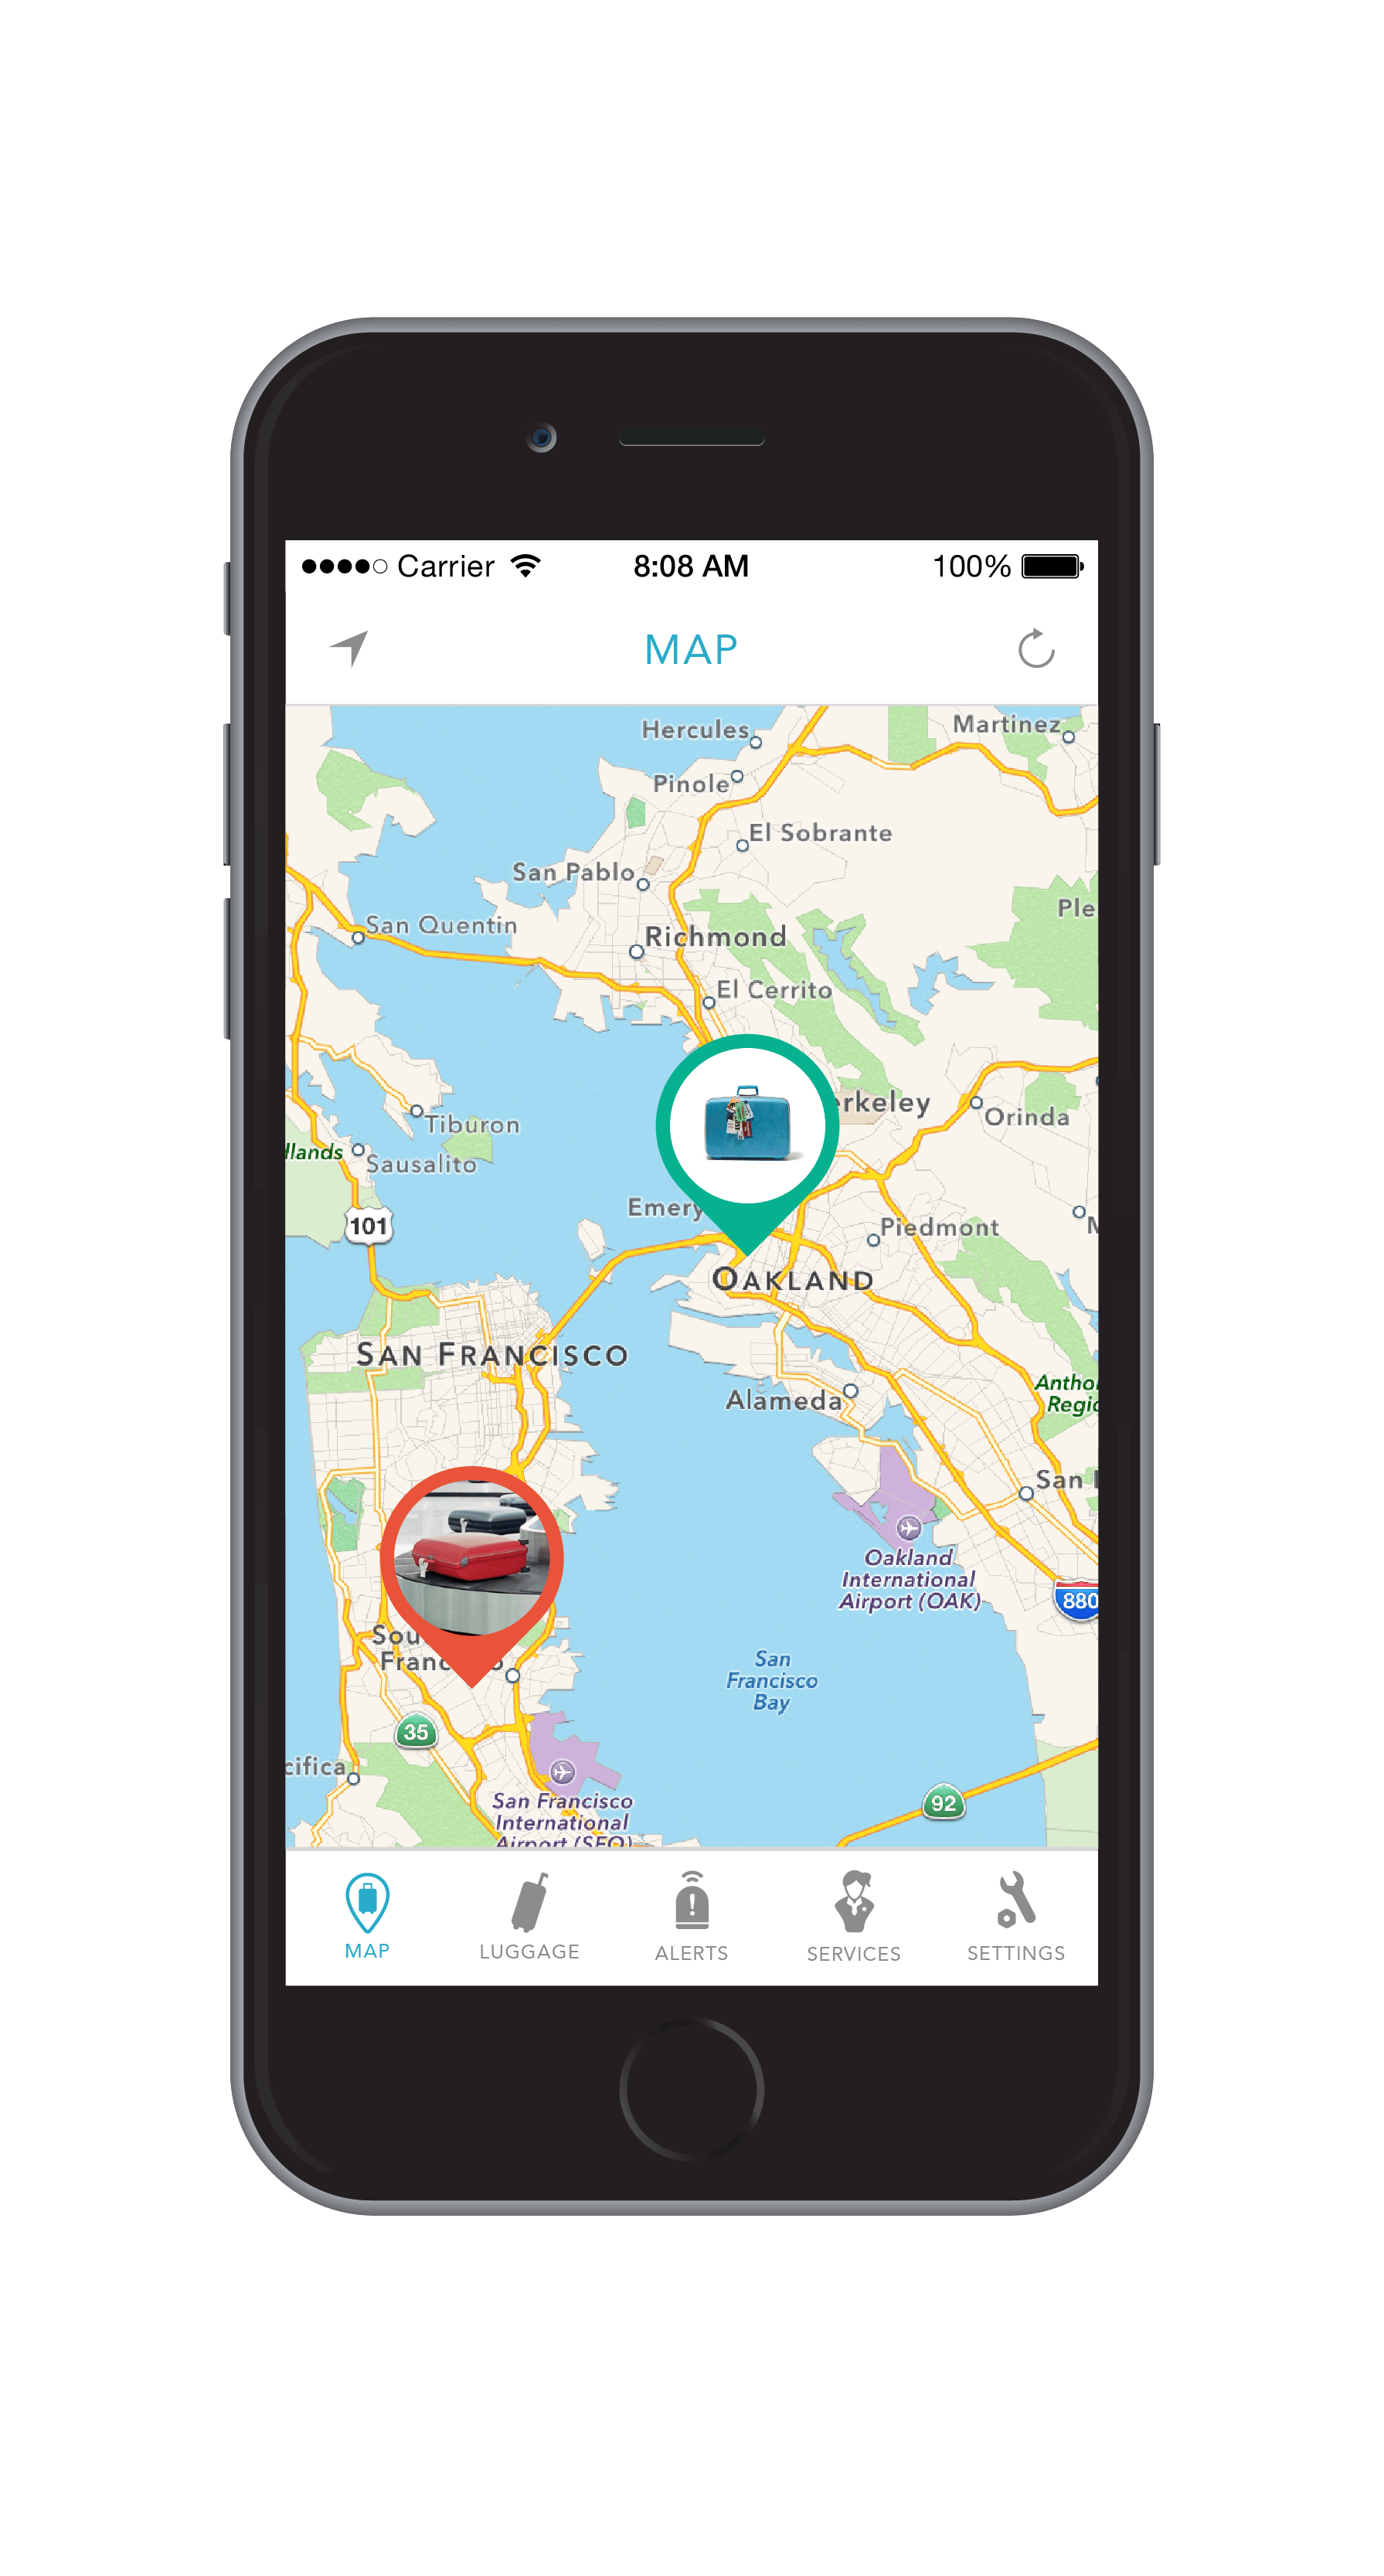 Carrier 8:08 AM 100%
MAP
Hercules
Martinez
Pinole
El Sobrante
San Pablo
Ple
San Quentin
Richmond
El Cerrito
erkeley
Orinda
Tiburon
llands
Sausalito
Emery
101
Piedmont
M
OAKLAND
SAN FRANCISCO
Antho
Regio
Alameda
San
Oakland
International
Airport (OAK)
880
Sou
Franc o
San
Francisco
Bay
35
cifica
92
San Francisco
International
Airport (SFO)
MAP LUGGAGE ALERTS SERVICES SETTINGS